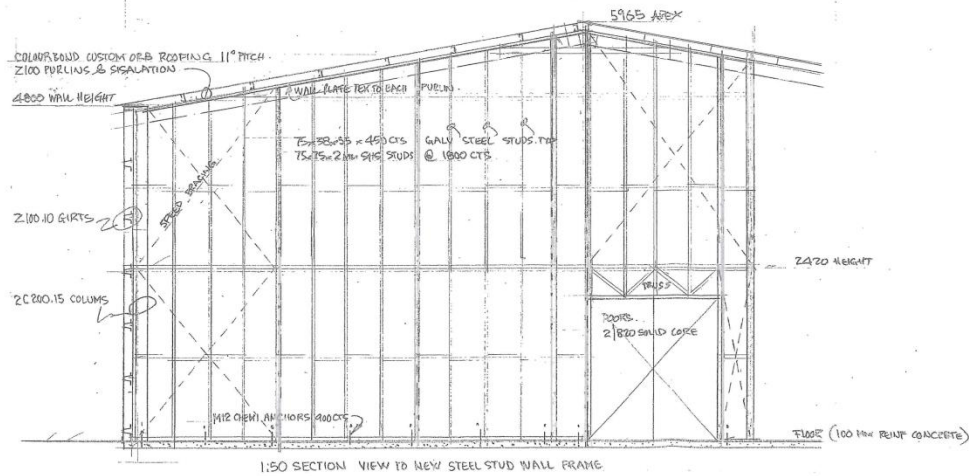 5965 APEX
COLOURBOND CUSTOM ORB ROOFING 11° PITCH.
Z100 PURLINS & SISALATION
4800 WALL HEIGHT
WALL PLATE TEK TO EACH PURLIN.
75x38x.55 x 450 CTS GALV STEEL STUDS. TYP
75x75x2mm SHS STUDS @ 1800 CTS
SPEED BRACING
Z100.10 GIRTS
2420 HEIGHT
TRUSS
2C200.15 COLUMS
DOORS.
2/820 SOLID CORE
M12 CHEM. ANCHORS 900 CTS
FLOOR (100 MM REINF CONCRETE)
1:50 SECTION VIEW TO NEW STEEL STUD WALL FRAME